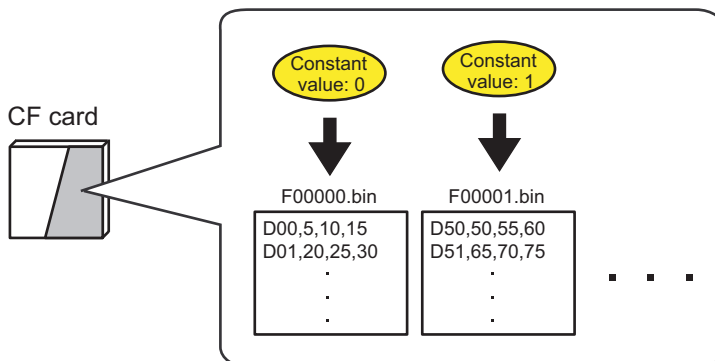 Constant
value: 0
Constant
value: 1
CF card
F00000.bin
F00001.bin
D00,5,10,15
D01,20,25,30
D50,50,55,60
D51,65,70,75